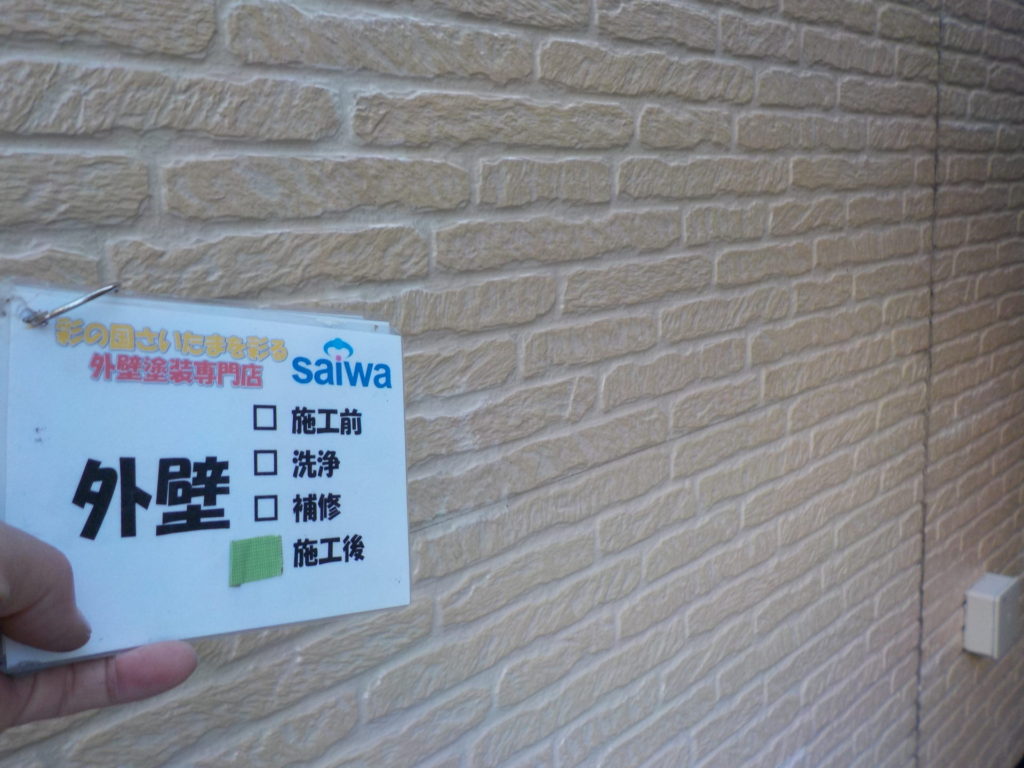 彩の国さいたまを彩る
外壁塗装専門店
saiwa
外壁
施工前
洗浄
補修
施工後